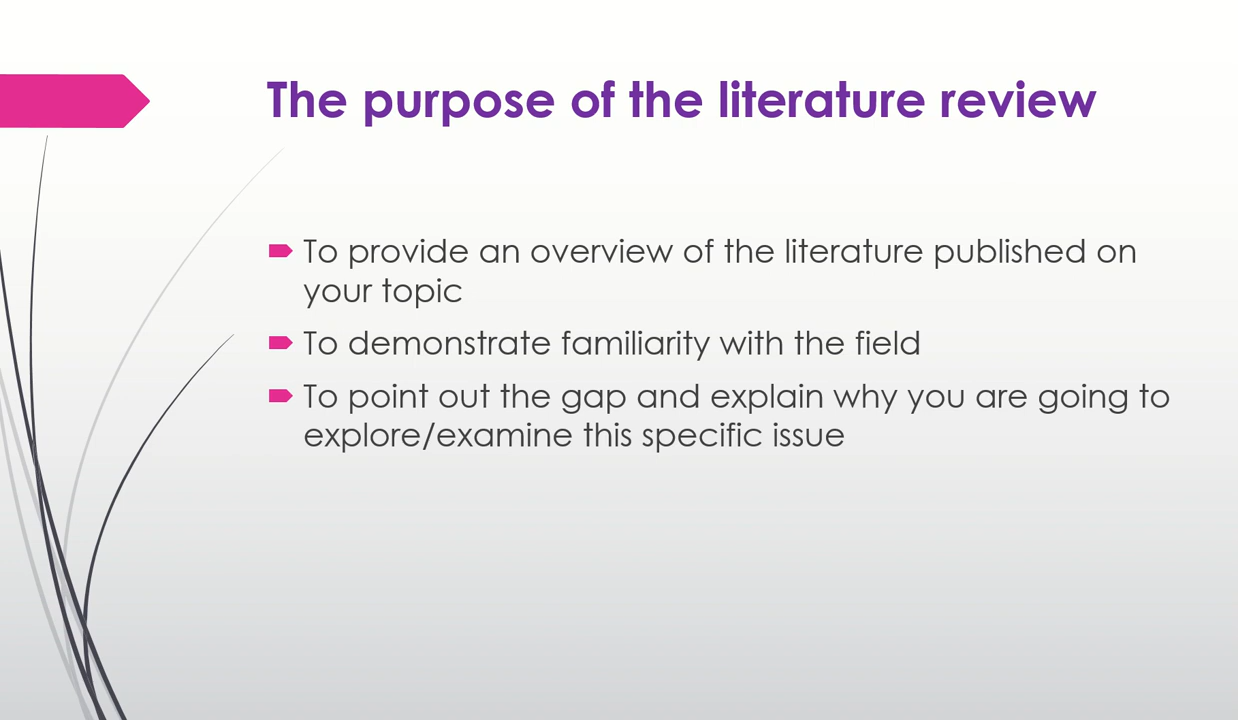 The purpose of the literature review
To provide an overview of the literature published on
your topic
To demonstrate familiarity with the field
To point out the gap and explain why you are going to
explore/examine this specific issue